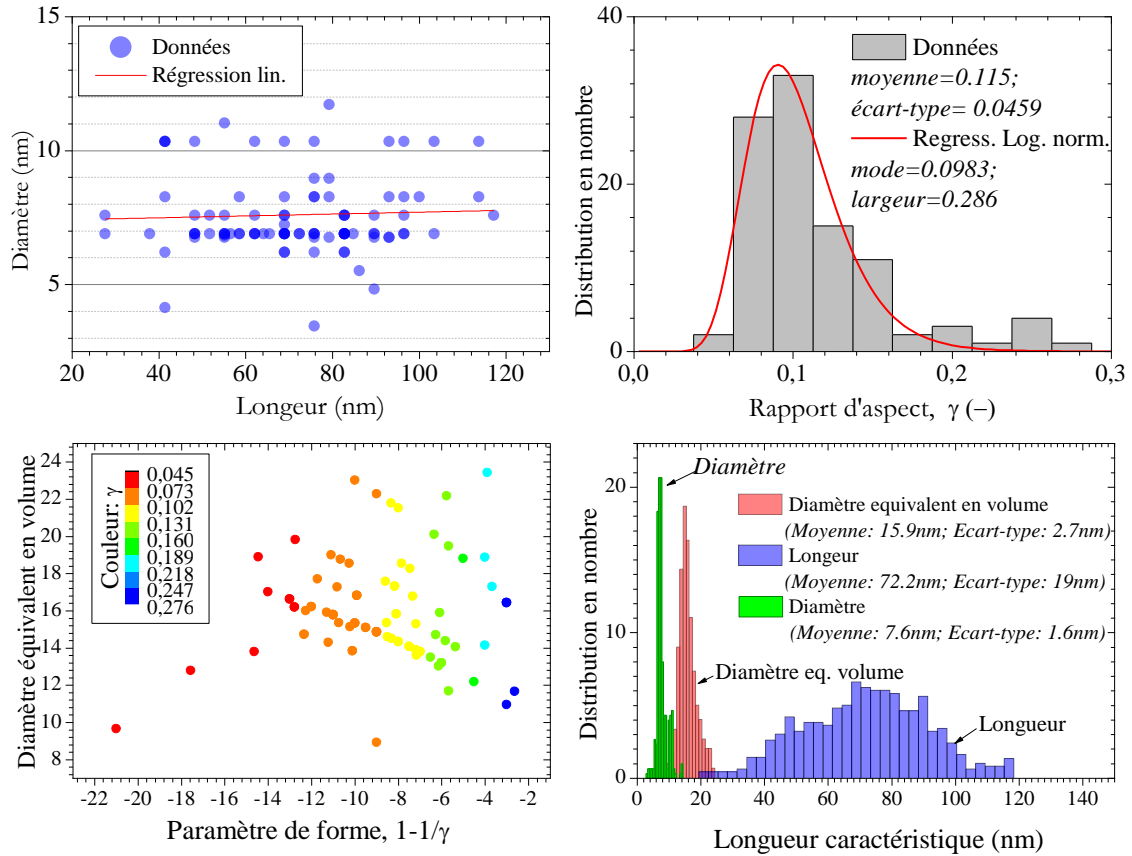 15
10
5
20
40
60
80
100
120
Diamètre (nm)
Longeur (nm)
Données
Régression lin.
40
20
0
0,0
0,1
0,2
0,3
Distribution en nombre
Rapport d'aspect, γ (−)
Données
moyenne=0.115;
écart-type= 0.0459
Regress. Log. norm.
mode=0.0983;
largeur=0.286
24
22
20
18
16
14
12
10
8
-22
-20
-18
-16
-14
-12
-10
-8
-6
-4
-2
Diamètre équivalent en volume
Paramètre de forme, 1-1/γ
Couleur: γ
0,045
0,073
0,102
0,131
0,160
0,189
0,218
0,247
0,276
20
10
0
0
20
40
60
80
100
120
140
Distribution en nombre
Longueur caractéristique (nm)
Diamètre
Diamètre equivalent en volume
(Moyenne: 15.9nm; Ecart-type: 2.7nm)
Longeur
(Moyenne: 72.2nm; Ecart-type: 19nm)
Diamètre
(Moyenne: 7.6nm; Ecart-type: 1.6nm)
Diamètre eq. volume
Longueur